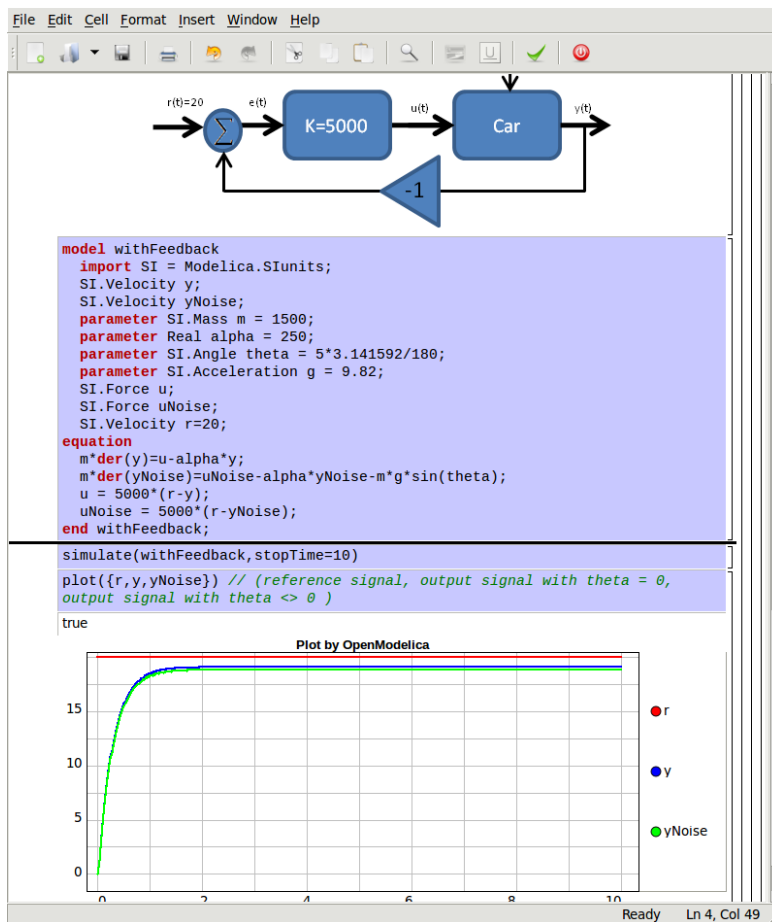 File Edit Cell Format Insert Window Help
r(t)=20 e(t) u(t) y(t)
Σ K=5000 Car
-1
model withFeedback
import SI = Modelica.SIunits;
SI.Velocity y;
SI.Velocity yNoise;
parameter SI.Mass m = 1500;
parameter Real alpha = 250;
parameter SI.Angle theta = 5*3.141592/180;
parameter SI.Acceleration g = 9.82;
SI.Force u;
SI.Force uNoise;
SI.Velocity r=20;
equation
m*der(y)=u-alpha*y;
m*der(yNoise)=uNoise-alpha*yNoise-m*g*sin(theta);
u = 5000*(r-y);
uNoise = 5000*(r-yNoise);
end withFeedback;
simulate(withFeedback,stopTime=10)
plot({r,y,yNoise}) // (reference signal, output signal with theta = 0,
output signal with theta <> 0 )
true
Plot by OpenModelica
15
r
10
y
5
yNoise
0
0 2 4 6 8 10
Ready Ln 4, Col 49